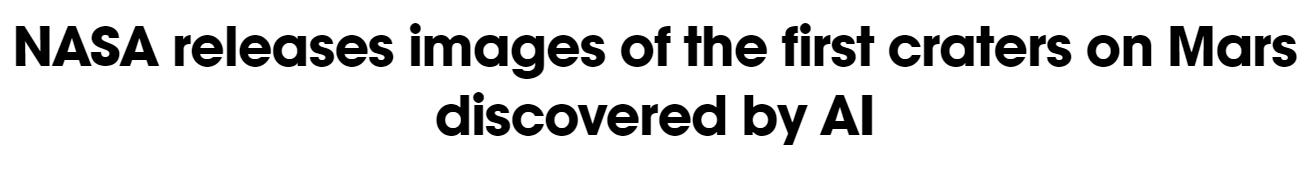 NASA releases images of the first craters on Mars
discovered by AI